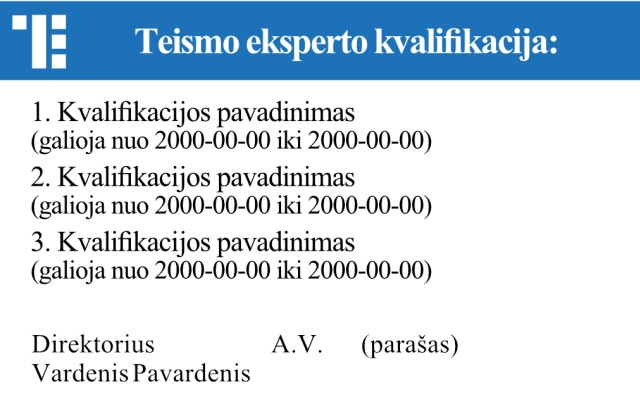 Teismo eksperto kvalifikacija:
1. Kvalifikacijos pavadinimas
(galioja nuo 2000-00-00 iki 2000-00-00)
2. Kvalifikacijos pavadinimas
(galioja nuo 2000-00-00 iki 2000-00-00)
3. Kvalifikacijos pavadinimas
(galioja nuo 2000-00-00 iki 2000-00-00)
Direktorius A.V. (parašas)
Vardenis Pavardenis